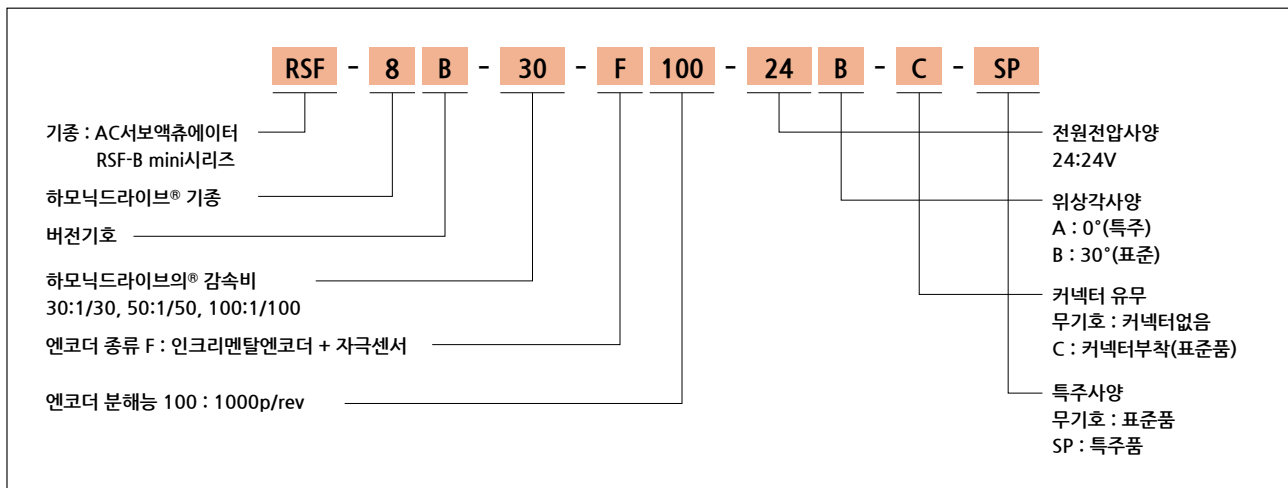 RSF - 8 B - 30 - F 100 - 24 B - C - SP
기종 : AC서보액츄에이터
RSF-B mini시리즈
하모닉드라이브® 기종
버전기호
하모닉드라이브의® 감속비
30:1/30, 50:1/50, 100:1/100
엔코더 종류 F : 인크리멘탈엔코더 + 자극센서
엔코더 분해능 100 : 1000p/rev
전원전압사양
24:24V
위상각사양
A : 0°(특주)
B : 30°(표준)
커넥터 유무
무기호 : 커넥터없음
C : 커넥터부착(표준품)
특주사양
무기호 : 표준품
SP : 특주품